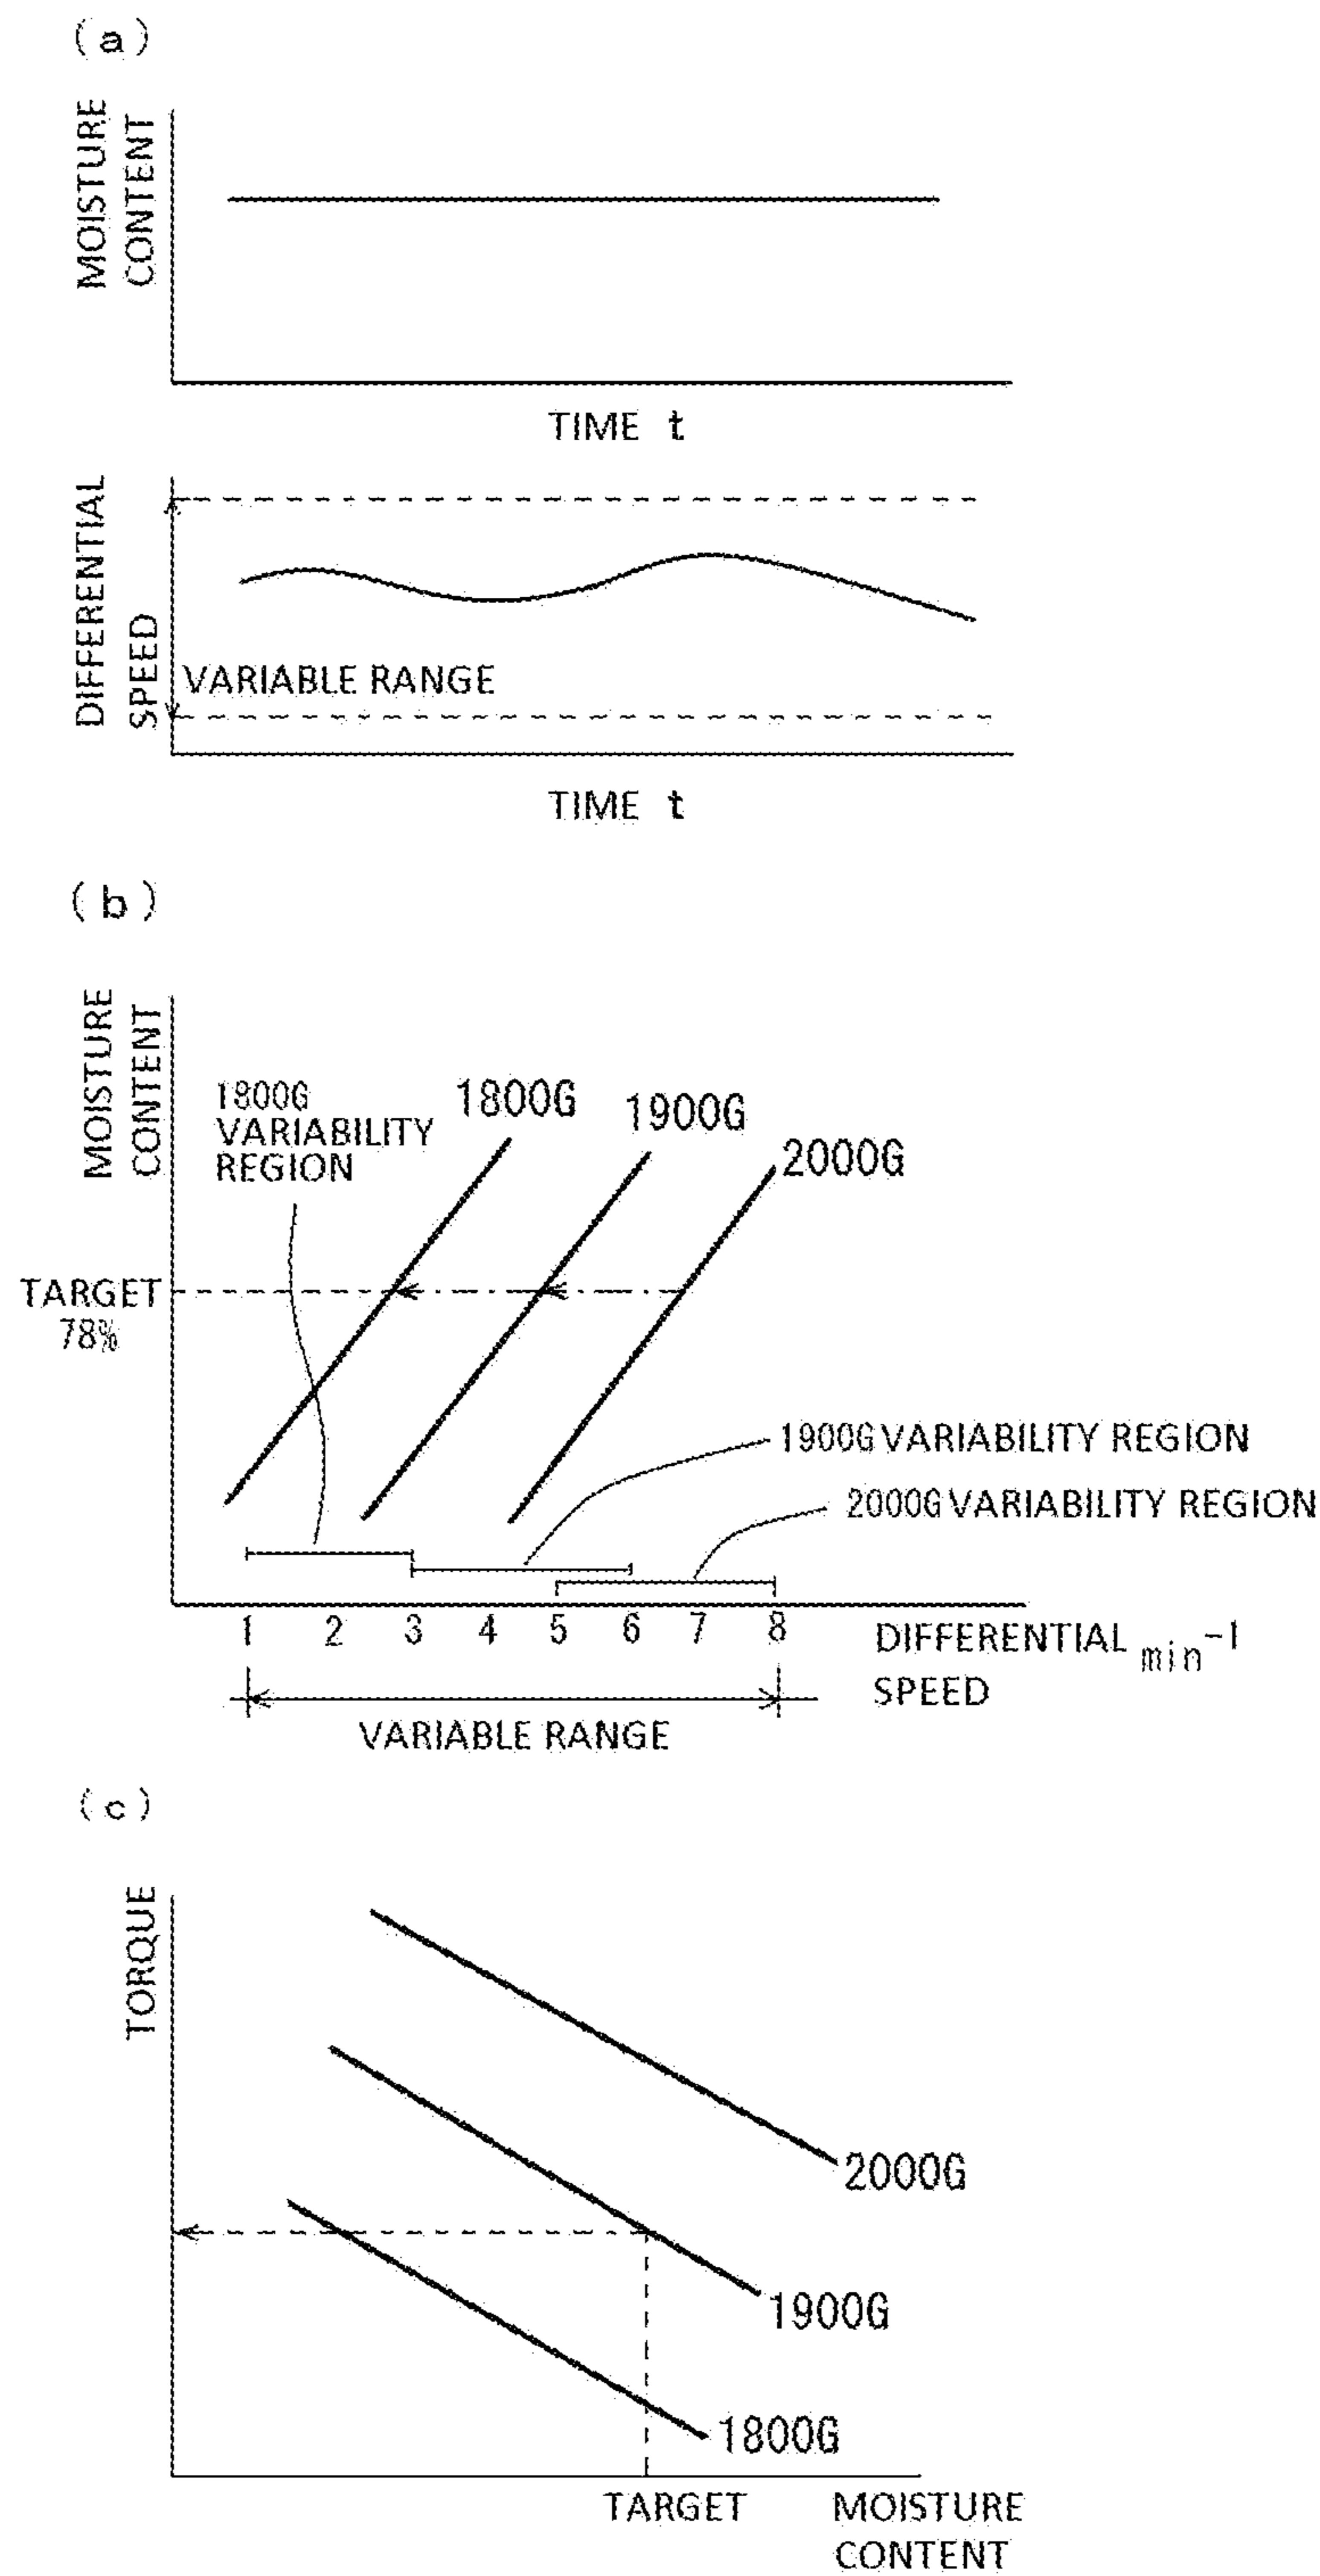 (a)
MOISTURE
CONTENT
TIME t
DIFFERENTIAL
SPEED
VARIABLE RANGE
TIME t
(b)
MOISTURE
CONTENT
1800G
VARIABILITY
REGION
1800G
1900G
2000G
TARGET
78%
1900G VARIABILITY REGION
2000G VARIABILITY REGION
1 2 3 4 5 6 7 8
DIFFERENTIAL min⁻¹
SPEED
VARIABLE RANGE
(c)
TORQUE
2000G
1900G
1800G
TARGET
MOISTURE
CONTENT